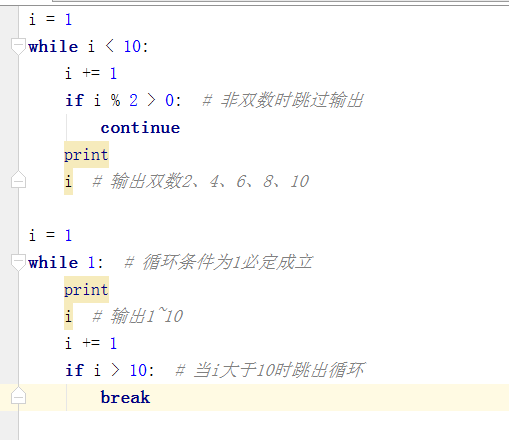 i = 1
while i < 10:
    i += 1
    if i % 2 > 0:  # 非双数时跳过输出
        continue
    print
    i  # 输出双数2、4、6、8、10

i = 1
while 1:  # 循环条件为1必定成立
    print
    i  # 输出1~10
    i += 1
    if i > 10:  # 当i大于10时跳出循环
        break